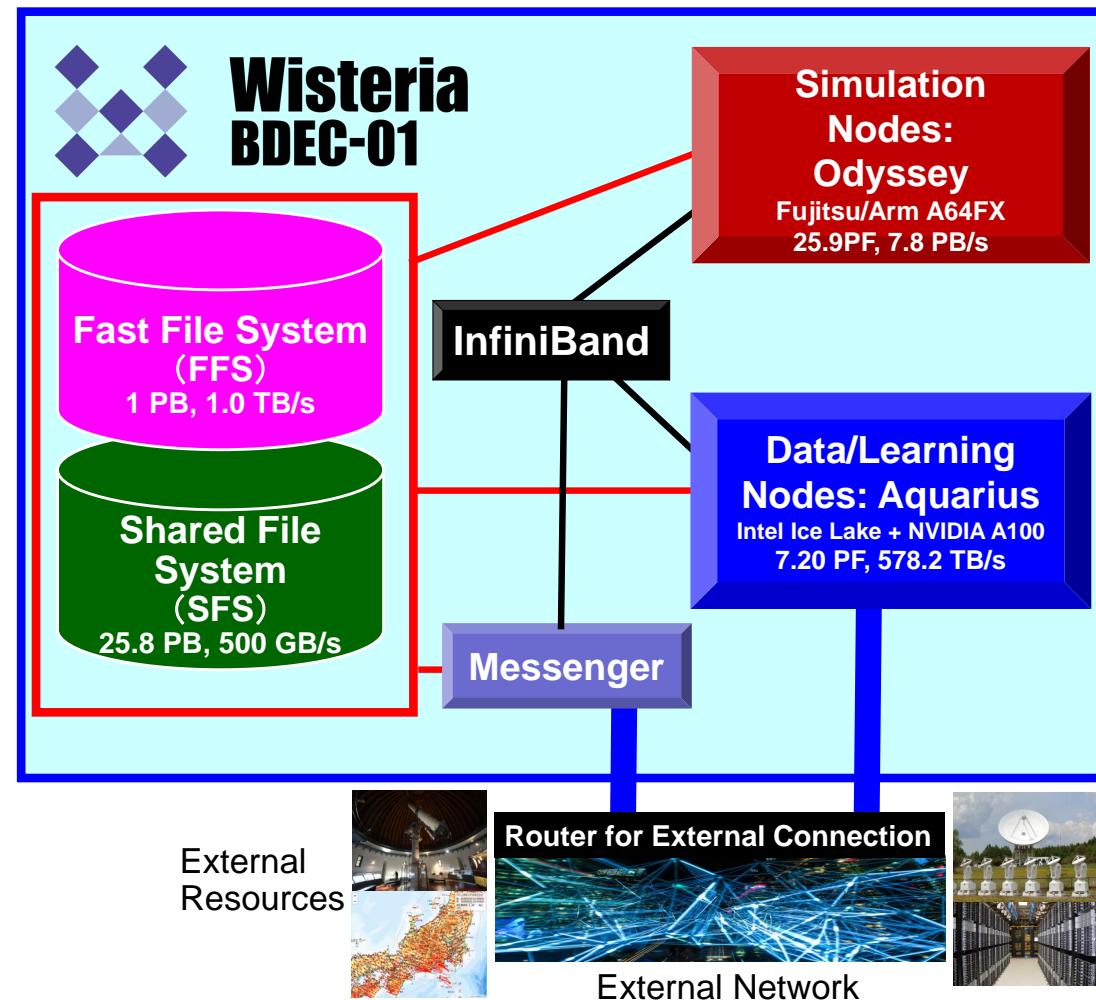 Wisteria
BDEC-01
Simulation
Nodes:
Odyssey
Fujitsu/Arm A64FX
25.9PF, 7.8 PB/s
Fast File System
（FFS）
1 PB, 1.0 TB/s
InfiniBand
Data/Learning
Nodes: Aquarius
Intel Ice Lake + NVIDIA A100
7.20 PF, 578.2 TB/s
Shared File
System
（SFS）
25.8 PB, 500 GB/s
Messenger
Router for External Connection
External
Resources
External Network